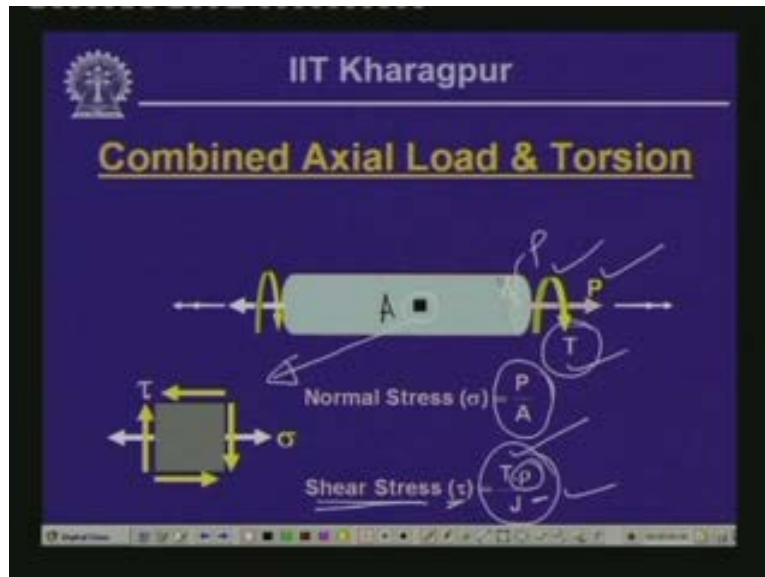 IIT Kharagpur
Combined Axial Load & Torsion
ρ
P
A
T
Normal Stress (σ) = P/A
τ
σ
Shear Stress (τ) = Tρ/J